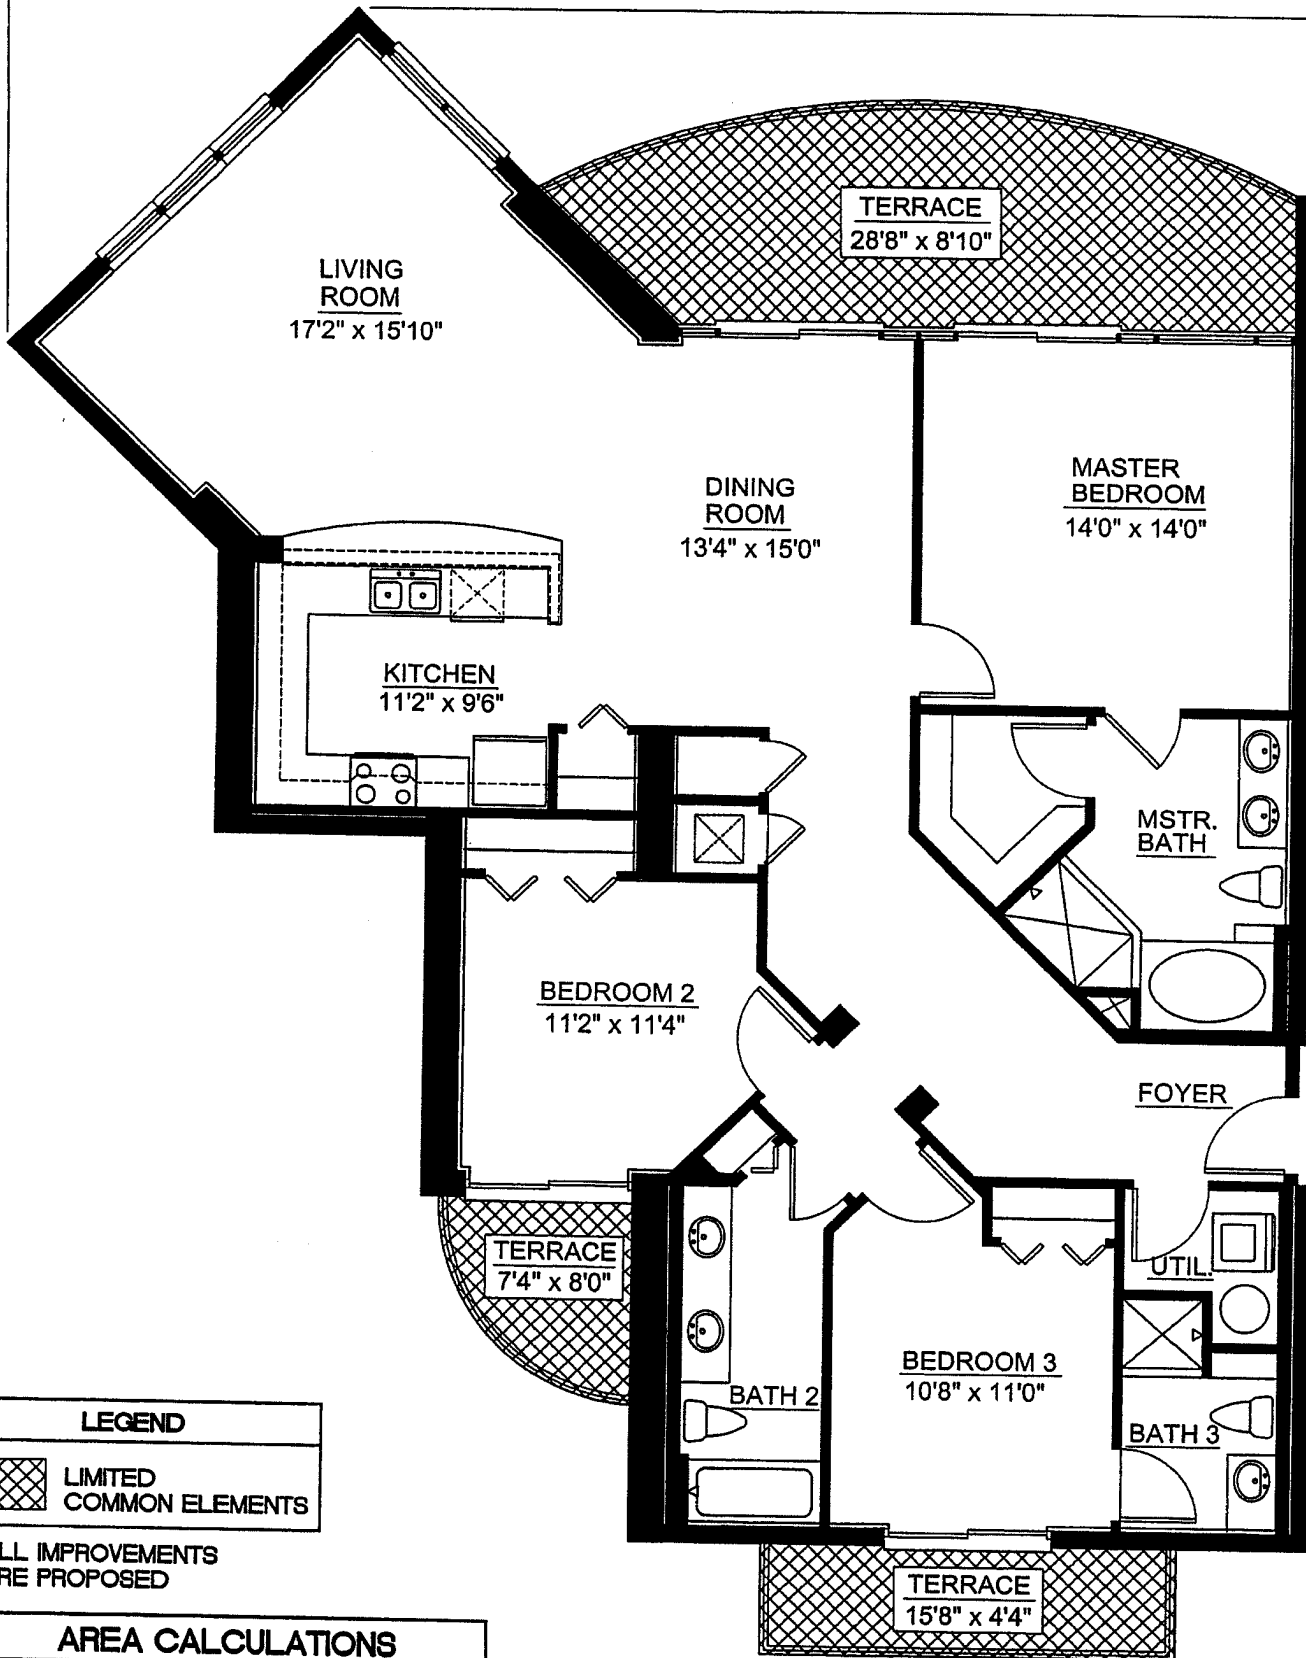 TERRACE
28'8" x 8'10"
LIVING
ROOM
17'2" x 15'10"
MASTER
BEDROOM
14'0" x 14'0"
DINING
ROOM
13'4" x 15'0"
KITCHEN
11'2" x 9'6"
MSTR.
BATH
BEDROOM 2
11'2" x 11'4"
FOYER
TERRACE
7'4" x 8'0"
UTIL.
BEDROOM 3
10'8" x 11'0"
BATH 2
BATH 3
LEGEND
LIMITED
COMMON ELEMENTS
LL IMPROVEMENTS
RE PROPOSED
TERRACE
15'8" x 4'4"
AREA CALCULATIONS